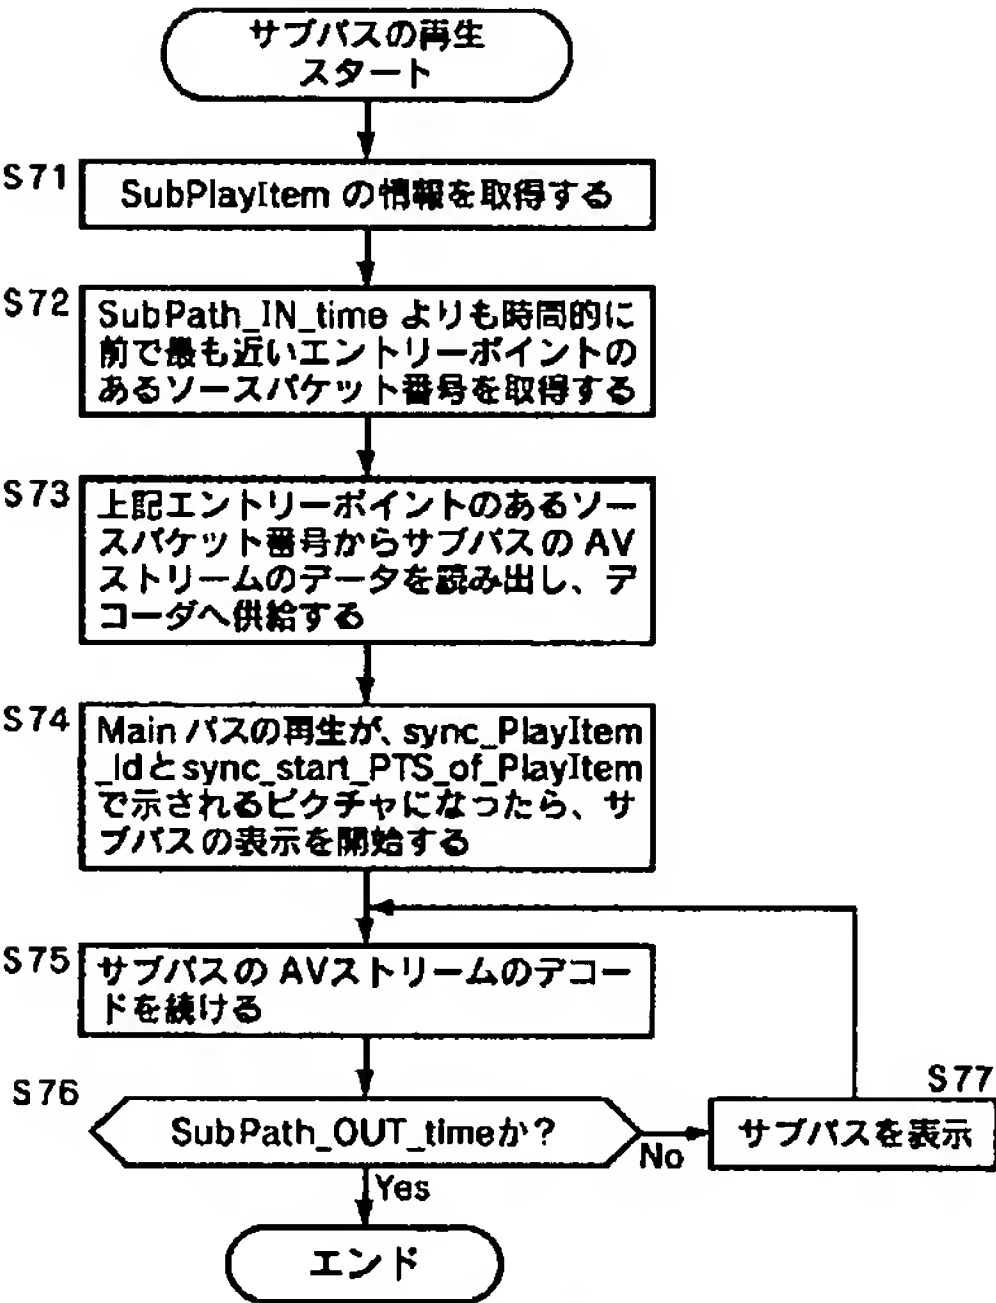 サブパスの再生
スタート
S71
SubPlayItem の情報を取得する
S72
SubPath_IN_time よりも時間的に
前で最も近いエントリーポイントの
あるソースパケット番号を取得する
S73
上記エントリーポイントのあるソー
スパケット番号からサブパスの AV
ストリームのデータを読み出し、デ
コーダへ供給する
S74
Main パスの再生が、sync_PlayItem
_Idとsync_start_PTS_of_PlayItem
で示されるピクチャになったら、サ
ブパスの表示を開始する
S75
サブパスの AVストリームのデコー
ドを続ける
S76
SubPath_OUT_timeか?
No
S77
サブパスを表示
Yes
エンド